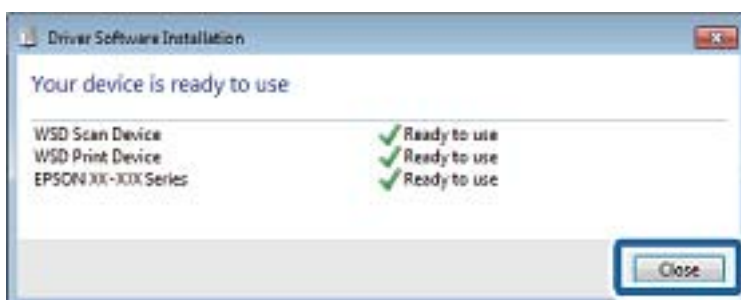 Driver Software Installation
Your device is ready to use
WSD Scan Device ✓ Ready to use
WSD Print Device ✓ Ready to use
EPSON XX-XXX Series ✓ Ready to use
Close